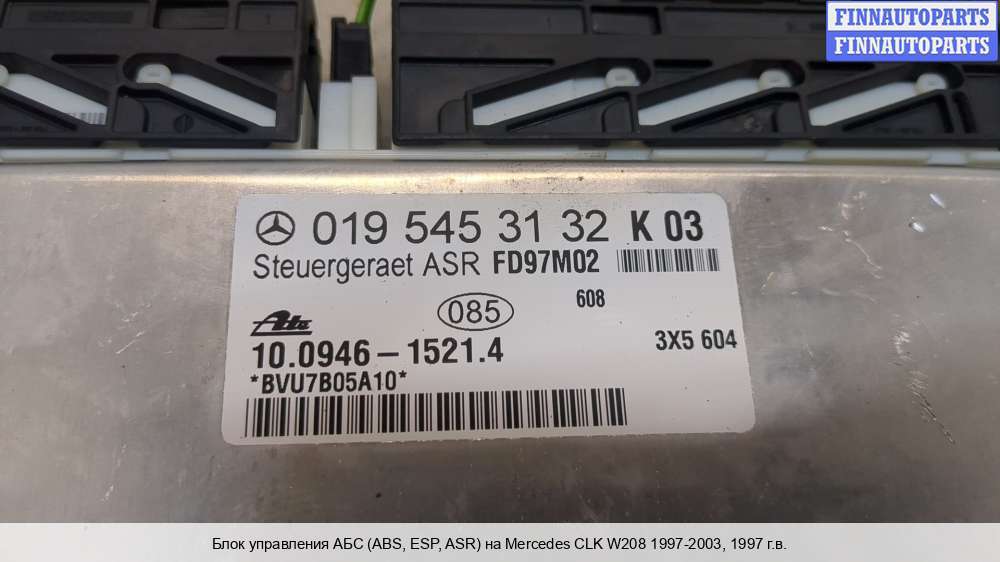 FINNAUTOPARTS
FINNAUTOPARTS
019 545 31 32 K 03
Steuergeraet ASR FD97M02
085 608
Ate
10.0946-1521.4 3X5 604
*BVU7B05A10*
Блок управления АБС (ABS, ESP, ASR) на Mercedes CLK W208 1997-2003, 1997 г.в.